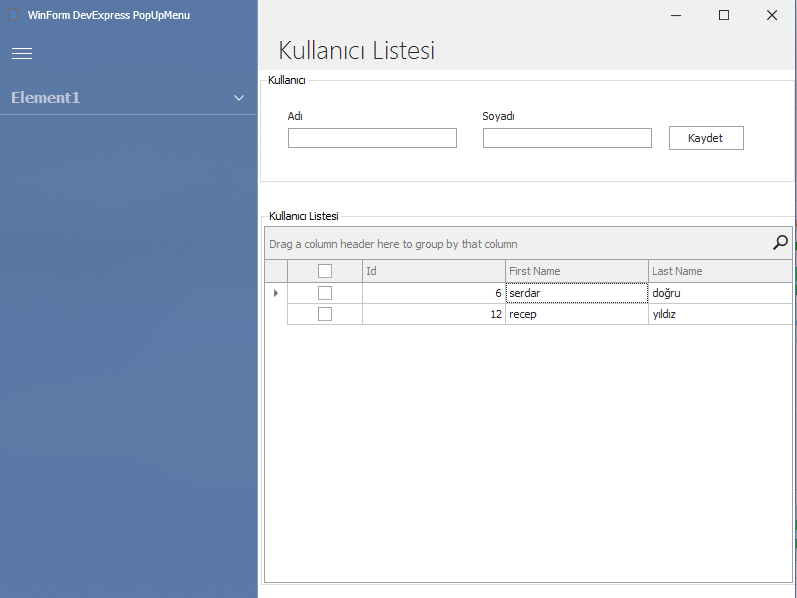 WinForm DevExpress PopUpMenu
Element1
Kullanıcı Listesi
Kullanıcı
Adı Soyadı
Kaydet
Kullanıcı Listesi
Drag a column header here to group by that column
Id First Name Last Name
6 serdar doğru
12 recep yıldız